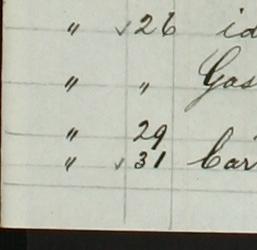 " √26 id
" " Gas
" 29
" √31 Car